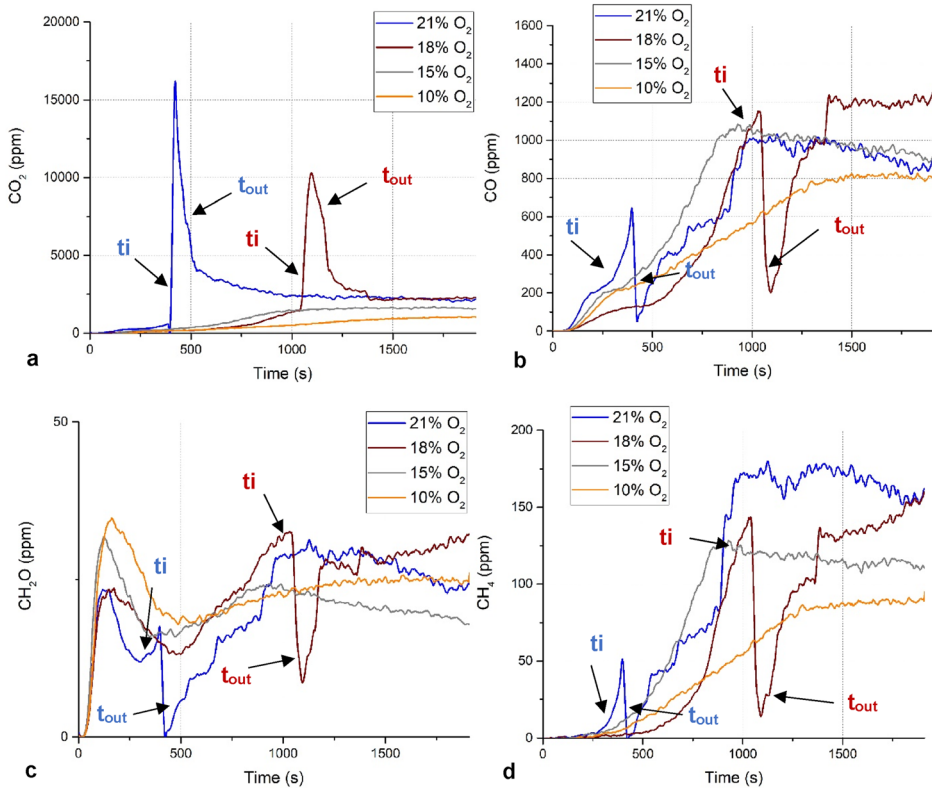 20000
15000
10000
5000
0
CO2 (ppm)
21% O2
18% O2
15% O2
10% O2
tout
tout
ti
ti
0
500
1000
1500
Time (s)
a
1600
1400
1200
1000
800
600
400
200
0
CO (ppm)
21% O2
18% O2
15% O2
10% O2
ti
ti
tout
tout
0
500
1000
1500
Time (s)
b
50
25
0
CH2O (ppm)
21% O2
18% O2
15% O2
10% O2
ti
ti
tout
tout
0
500
1000
1500
Time (s)
c
200
150
100
50
0
CH4 (ppm)
21% O2
18% O2
15% O2
10% O2
ti
ti
tout
tout
0
500
1000
1500
Time (s)
d